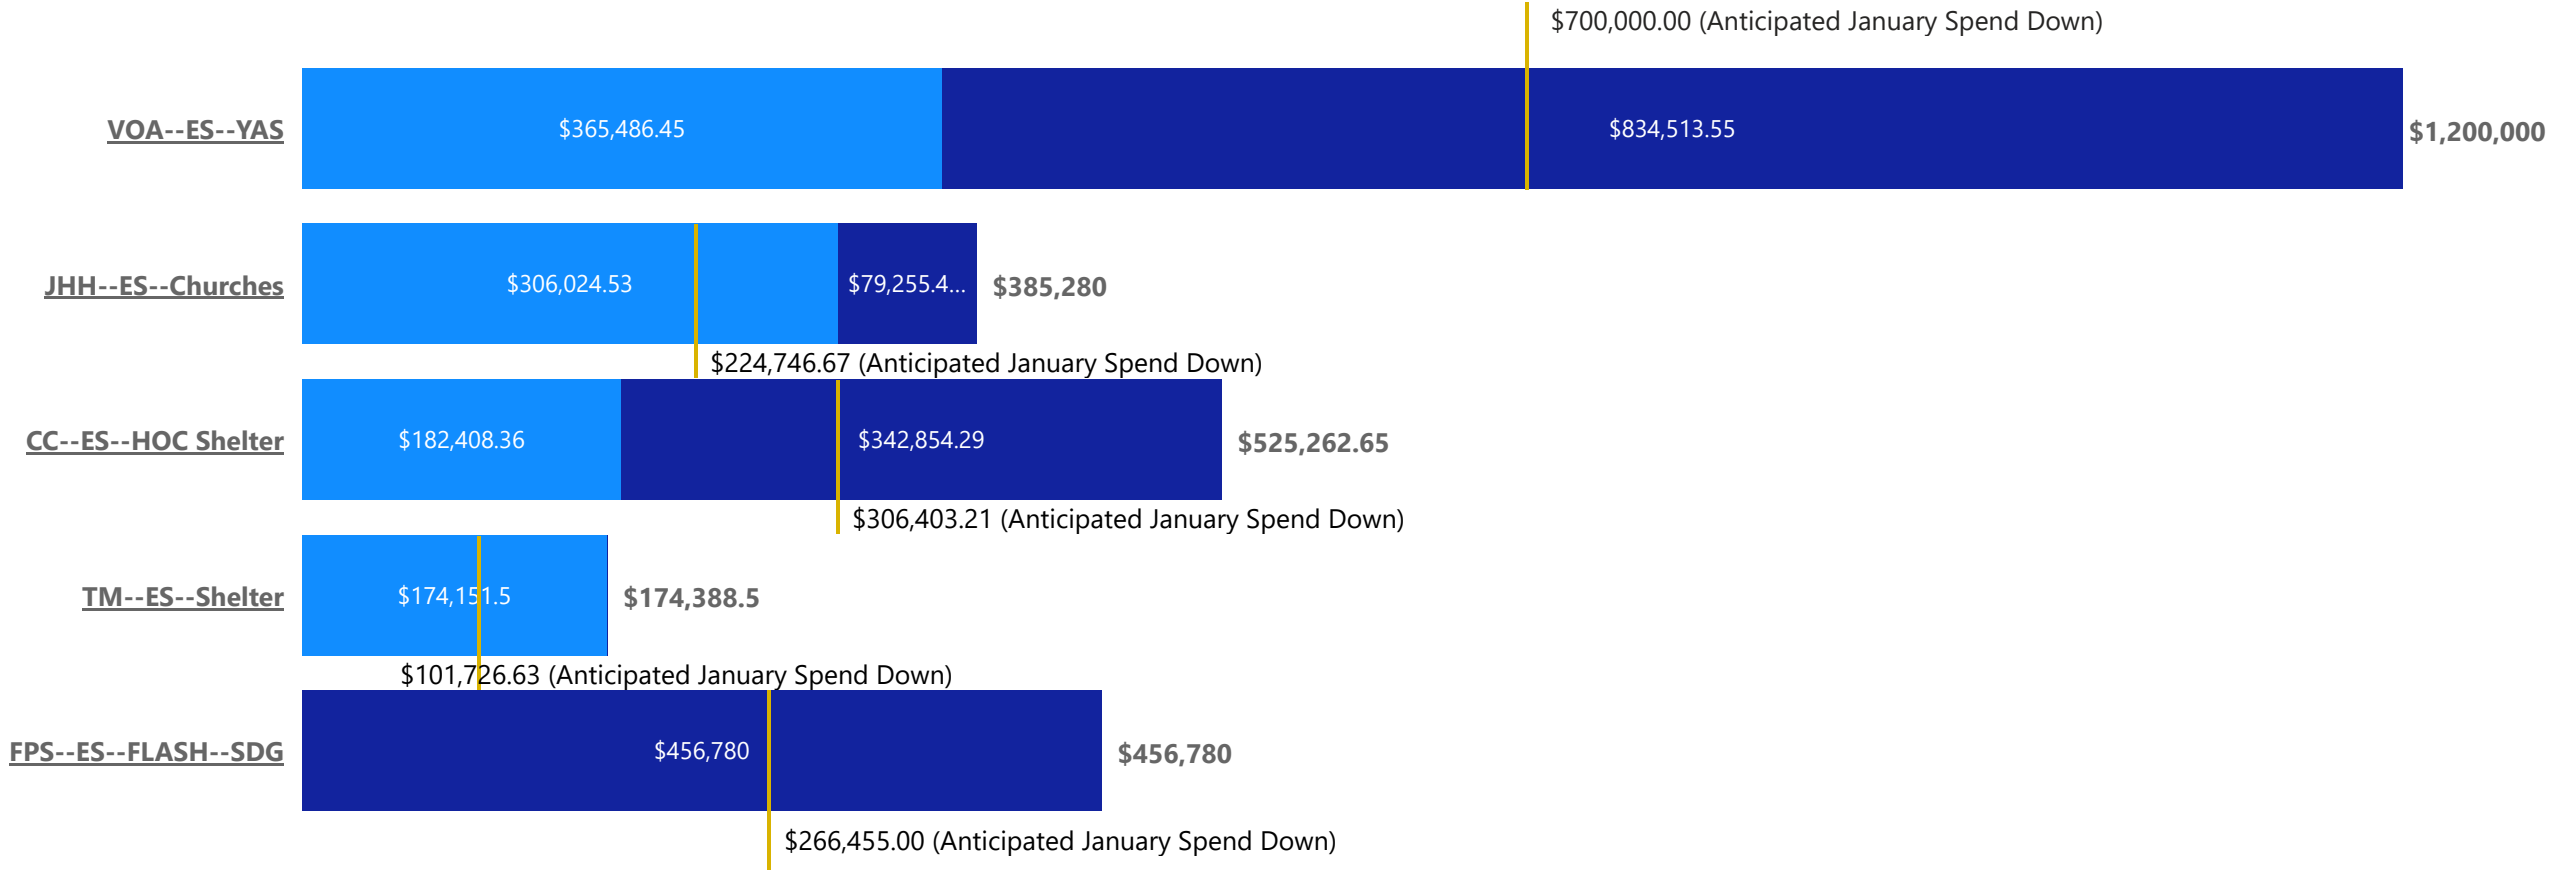 $700,000.00 (Anticipated January Spend Down)
VOA--ES--YAS $365,486.45 $834,513.55 $1,200,000
JHH--ES--Churches $306,024.53 $79,255.4... $385,280
$224,746.67 (Anticipated January Spend Down)
CC--ES--HOC Shelter $182,408.36 $342,854.29 $525,262.65
$306,403.21 (Anticipated January Spend Down)
TM--ES--Shelter $174,151.5 $174,388.5
$101,726.63 (Anticipated January Spend Down)
FPS--ES--FLASH--SDG $456,780 $456,780
$266,455.00 (Anticipated January Spend Down)